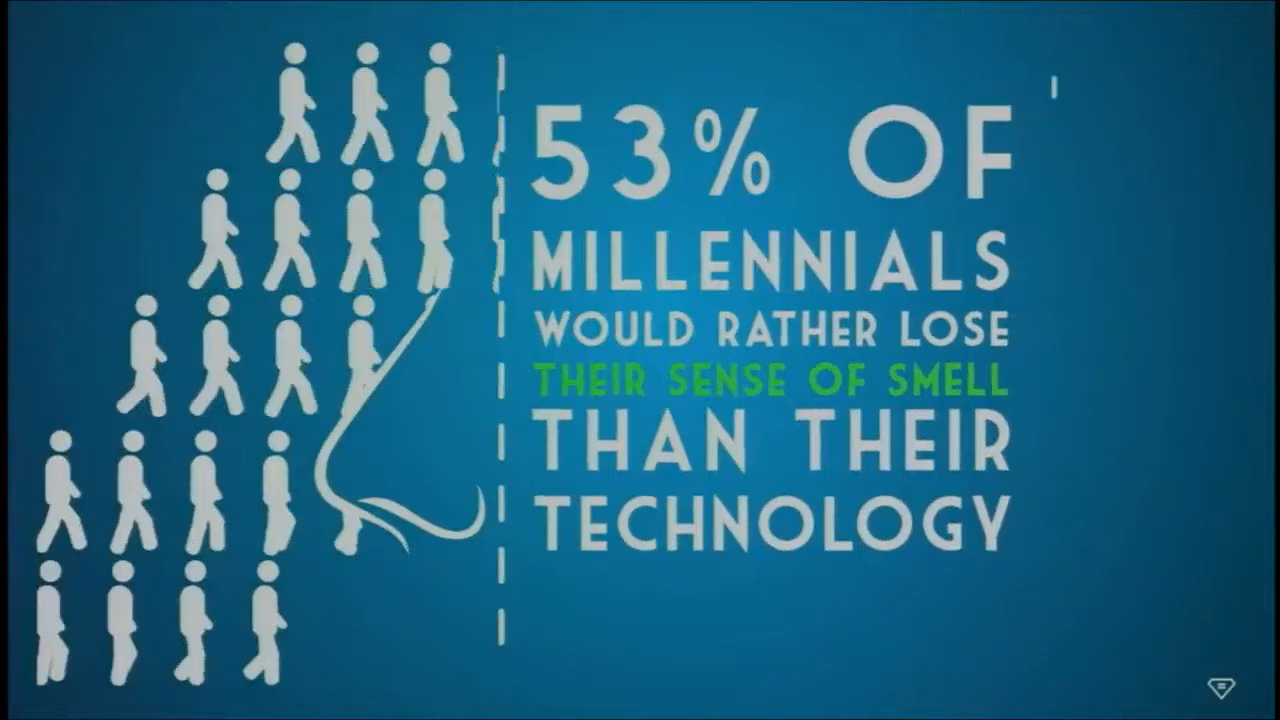 53% OF
MILLENNIALS
WOULD RATHER LOSE
THEIR SENSE OF SMELL
THAN THEIR
TECHNOLOGY